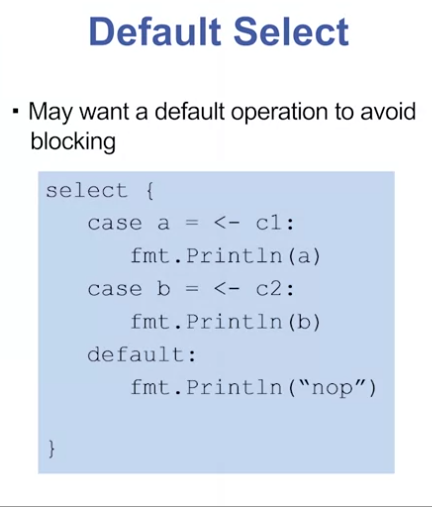 Default Select
▪ May want a default operation to avoid
blocking
select {
case a = <- c1:
fmt.Println(a)
case b = <- c2:
fmt.Println(b)
default:
fmt.Println(“nop”)
}